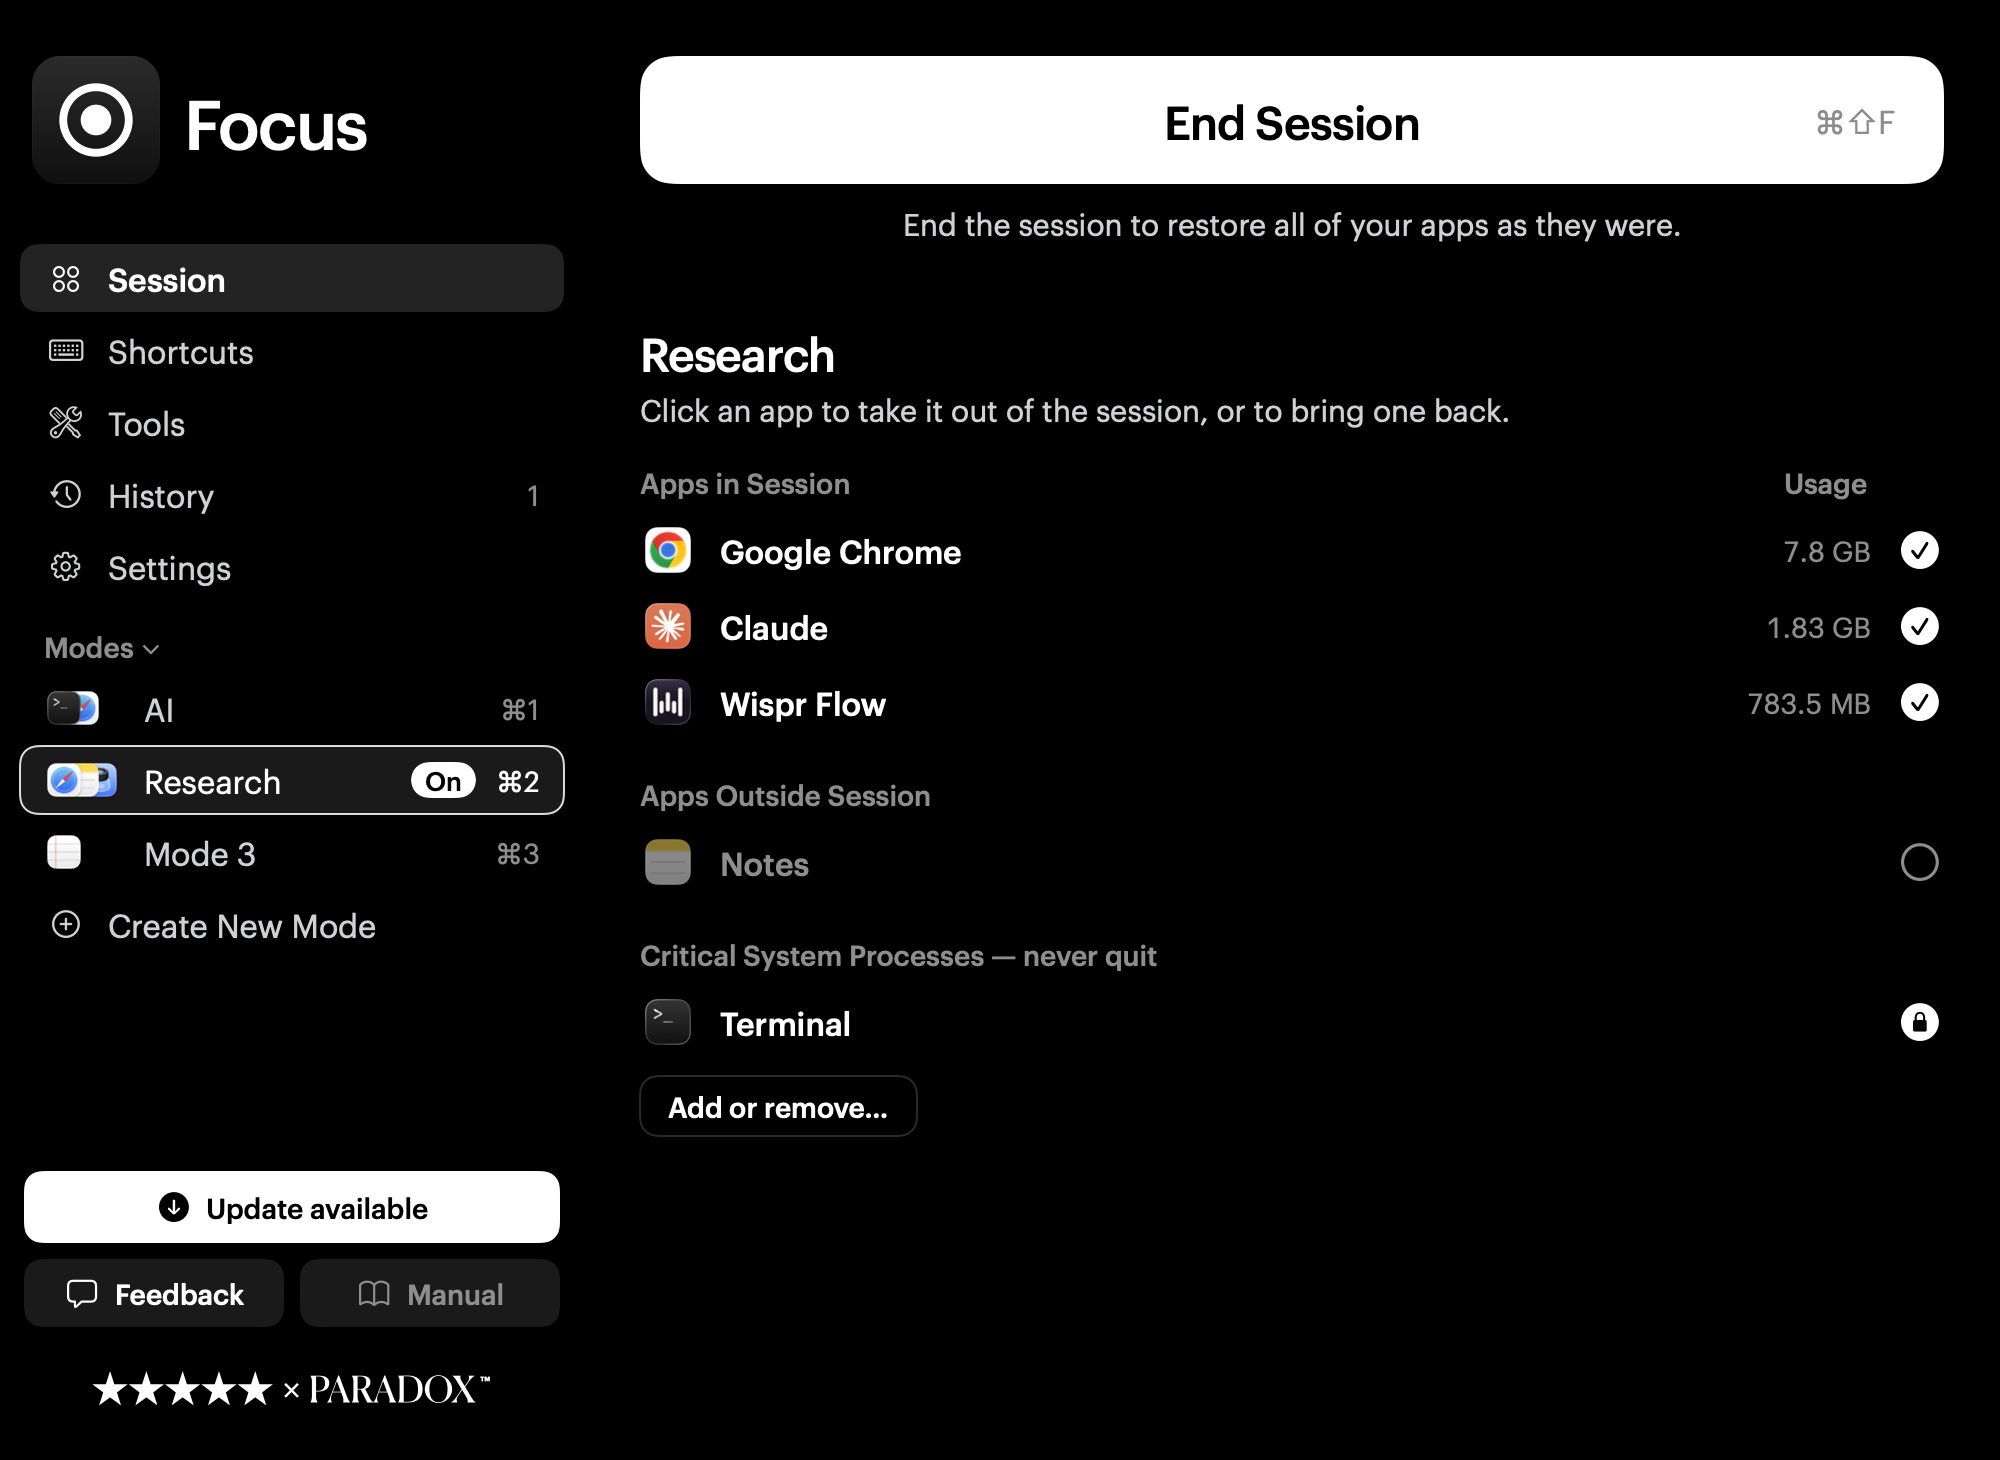 Focus
Session
Shortcuts
Tools
History 1
Settings
Modes
AI ⌘1
Research On ⌘2
Mode 3 ⌘3
Create New Mode
Update available
Feedback
Manual
★★★★★ × PARADOX™
End Session ⌘⇧F
End the session to restore all of your apps as they were.
Research
Click an app to take it out of the session, or to bring one back.
Apps in Session Usage
Google Chrome 7.8 GB
Claude 1.83 GB
Wispr Flow 783.5 MB
Apps Outside Session
Notes
Critical System Processes — never quit
Terminal
Add or remove...